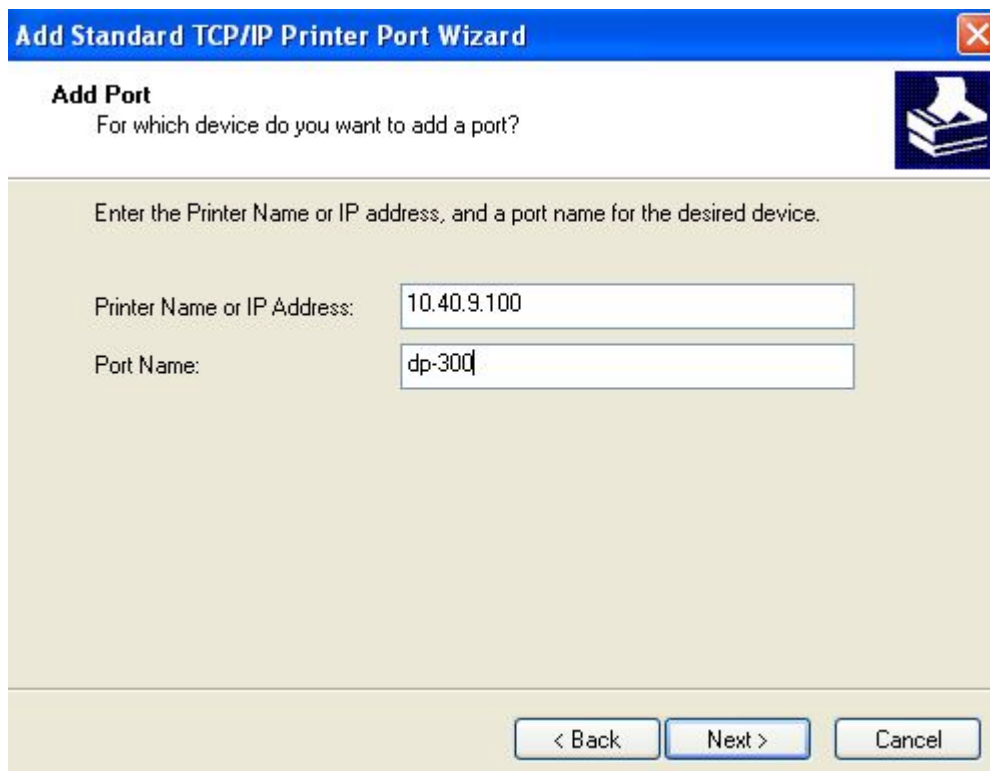 Add Standard TCP/IP Printer Port Wizard
Add Port
For which device do you want to add a port?
Enter the Printer Name or IP address, and a port name for the desired device.
Printer Name or IP Address: 10.40.9.100
Port Name: dp-300
< Back Next > Cancel